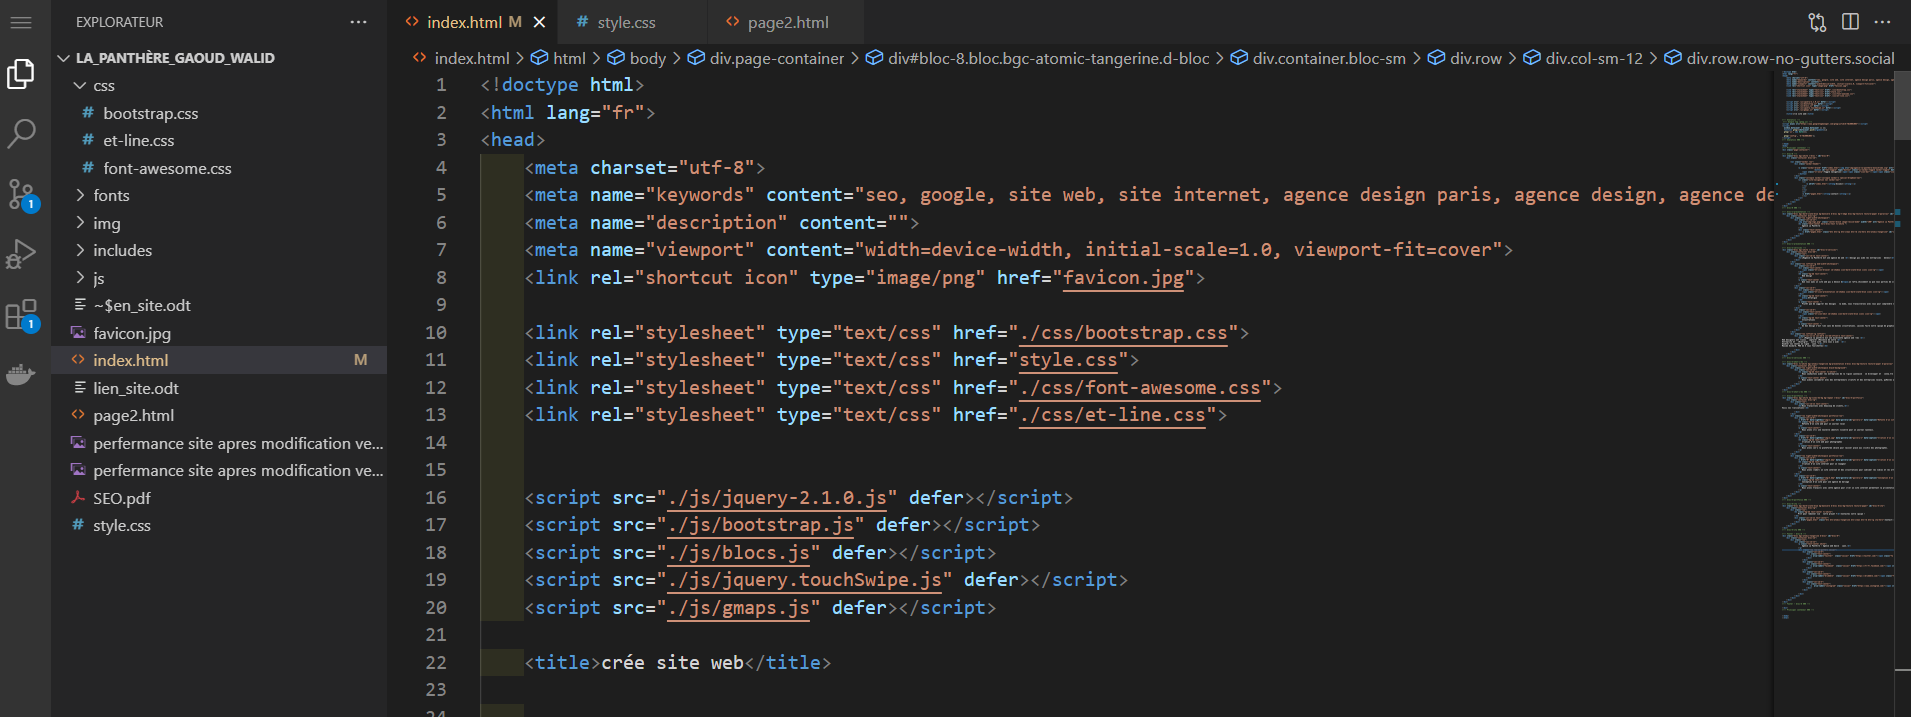 EXPLORATEUR
LA_PANTHÈRE_GAOUD_WALID
css
bootstrap.css
et-line.css
font-awesome.css
fonts
img
includes
js
~$en_site.odt
favicon.jpg
index.html M
lien_site.odt
page2.html
perfermance site apres modification ve...
perfermance site apres modification ve...
SEO.pdf
style.css
1
1
index.html M
style.css
page2.html
index.html > html > body > div.page-container > div#bloc-8.bloc.bgc-atomic-tangerine.d-bloc > div.container.bloc-sm > div.row > div.col-sm-12 > div.row.row-no-gutters.social
1 <!doctype html>
2 <html lang="fr">
3 <head>
4 <meta charset="utf-8">
5 <meta name="keywords" content="seo, google, site web, site internet, agence design paris, agence design, agence de
6 <meta name="description" content="">
7 <meta name="viewport" content="width=device-width, initial-scale=1.0, viewport-fit=cover">
8 <link rel="shortcut icon" type="image/png" href="favicon.jpg">
9
10 <link rel="stylesheet" type="text/css" href="./css/bootstrap.css">
11 <link rel="stylesheet" type="text/css" href="style.css">
12 <link rel="stylesheet" type="text/css" href="./css/font-awesome.css">
13 <link rel="stylesheet" type="text/css" href="./css/et-line.css">
14
15
16 <script src="./js/jquery-2.1.0.js" defer></script>
17 <script src="./js/bootstrap.js" defer></script>
18 <script src="./js/blocs.js" defer></script>
19 <script src="./js/jquery.touchSwipe.js" defer></script>
20 <script src="./js/gmaps.js" defer></script>
21
22 <title>crée site web</title>
23
24